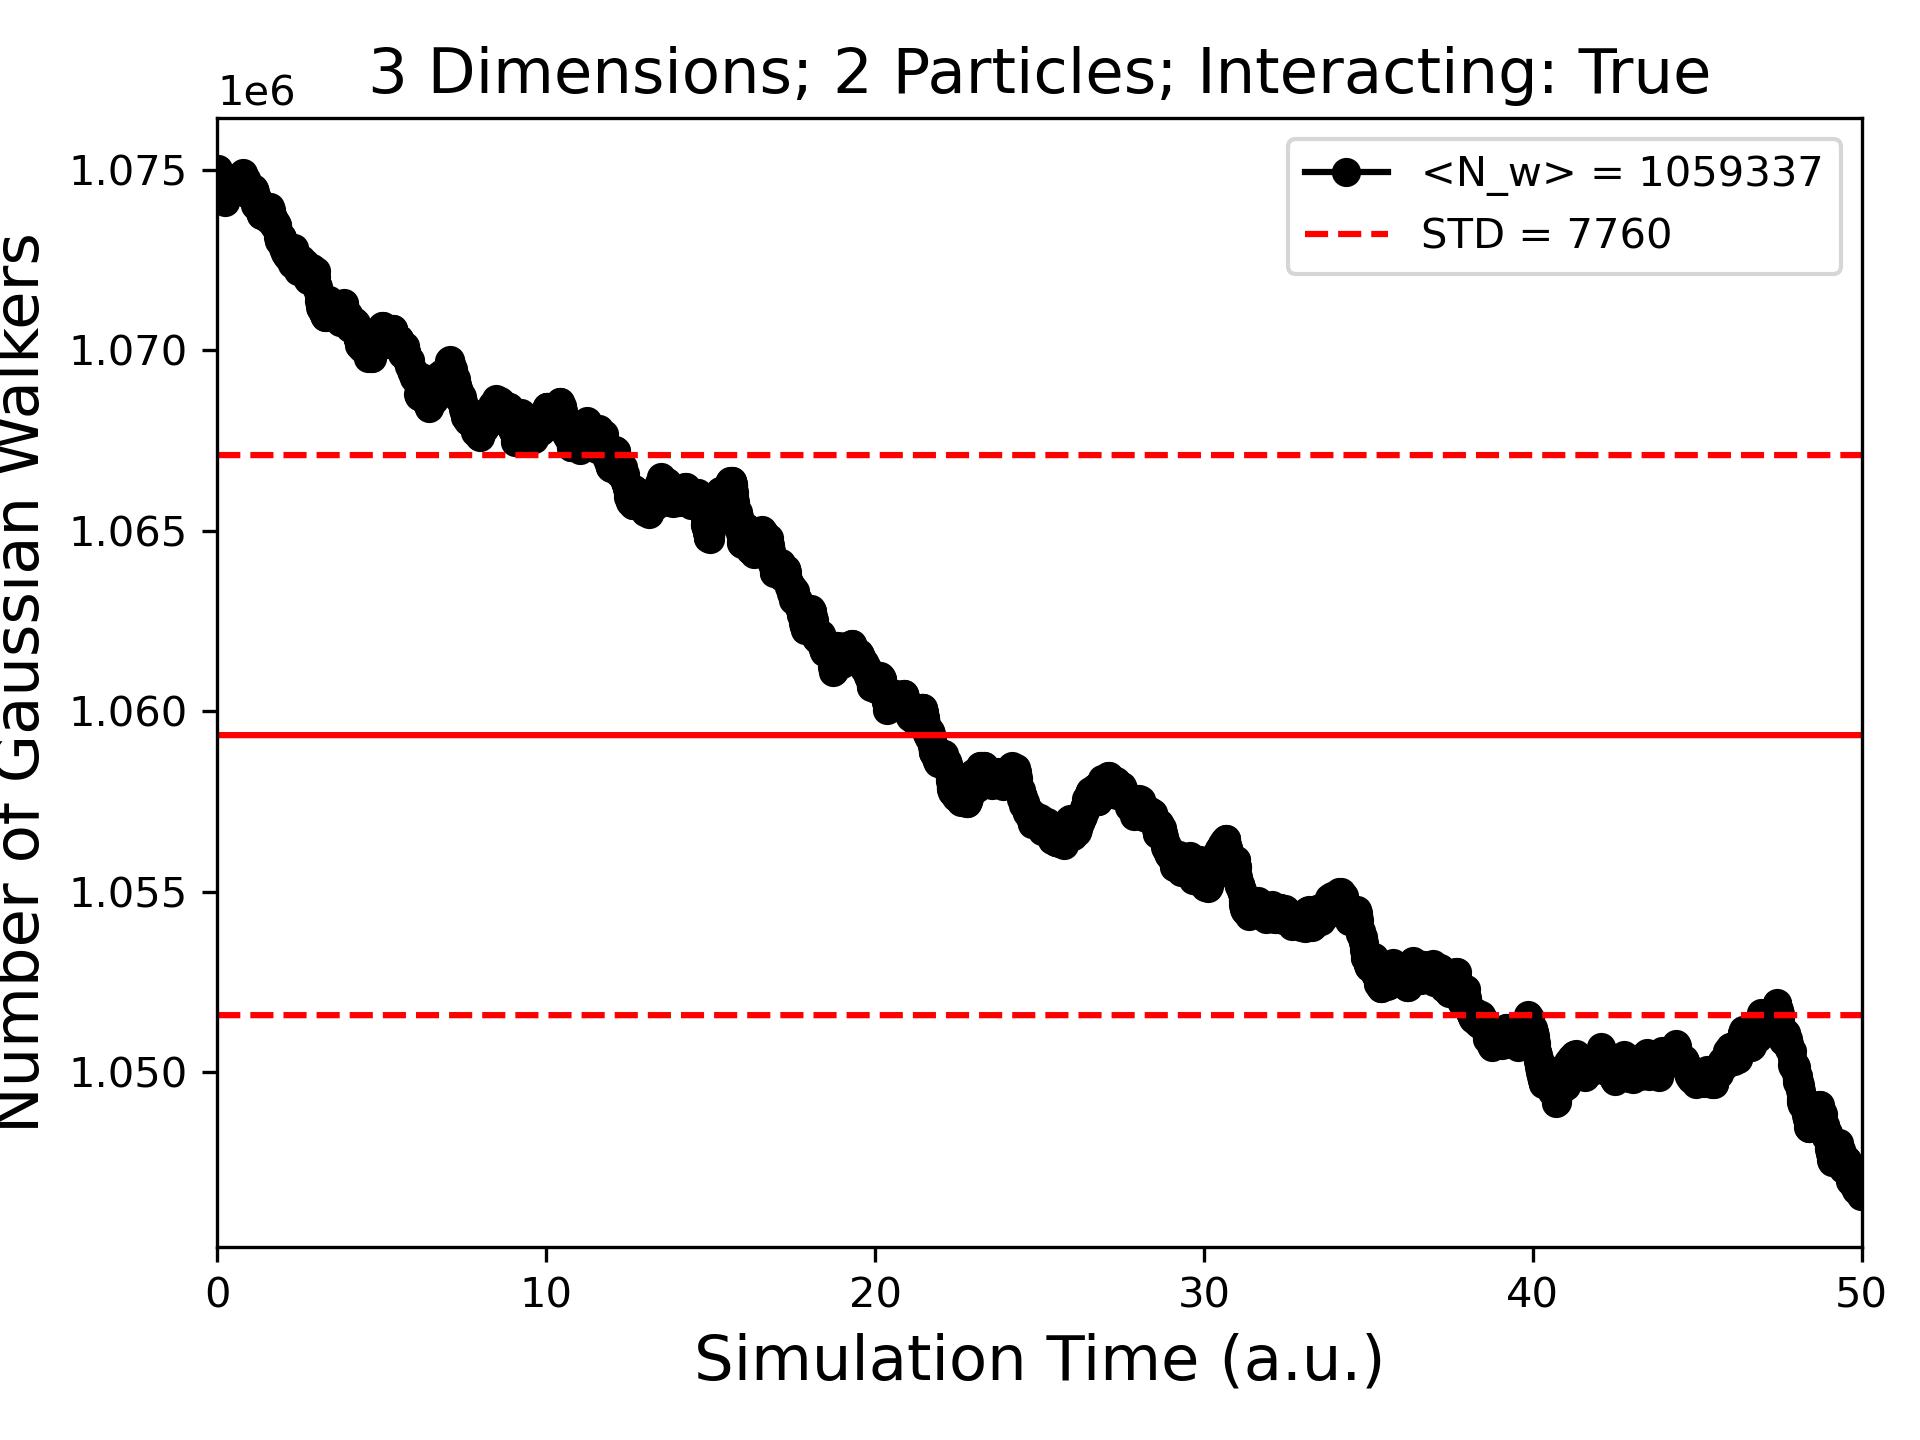 3 Dimensions; 2 Particles; Interacting: True
1e6
<N_w> = 1059337
STD = 7760
Number of Gaussian Walkers
1.075
1.070
1.065
1.060
1.055
1.050
0 10 20 30 40 50
Simulation Time (a.u.)